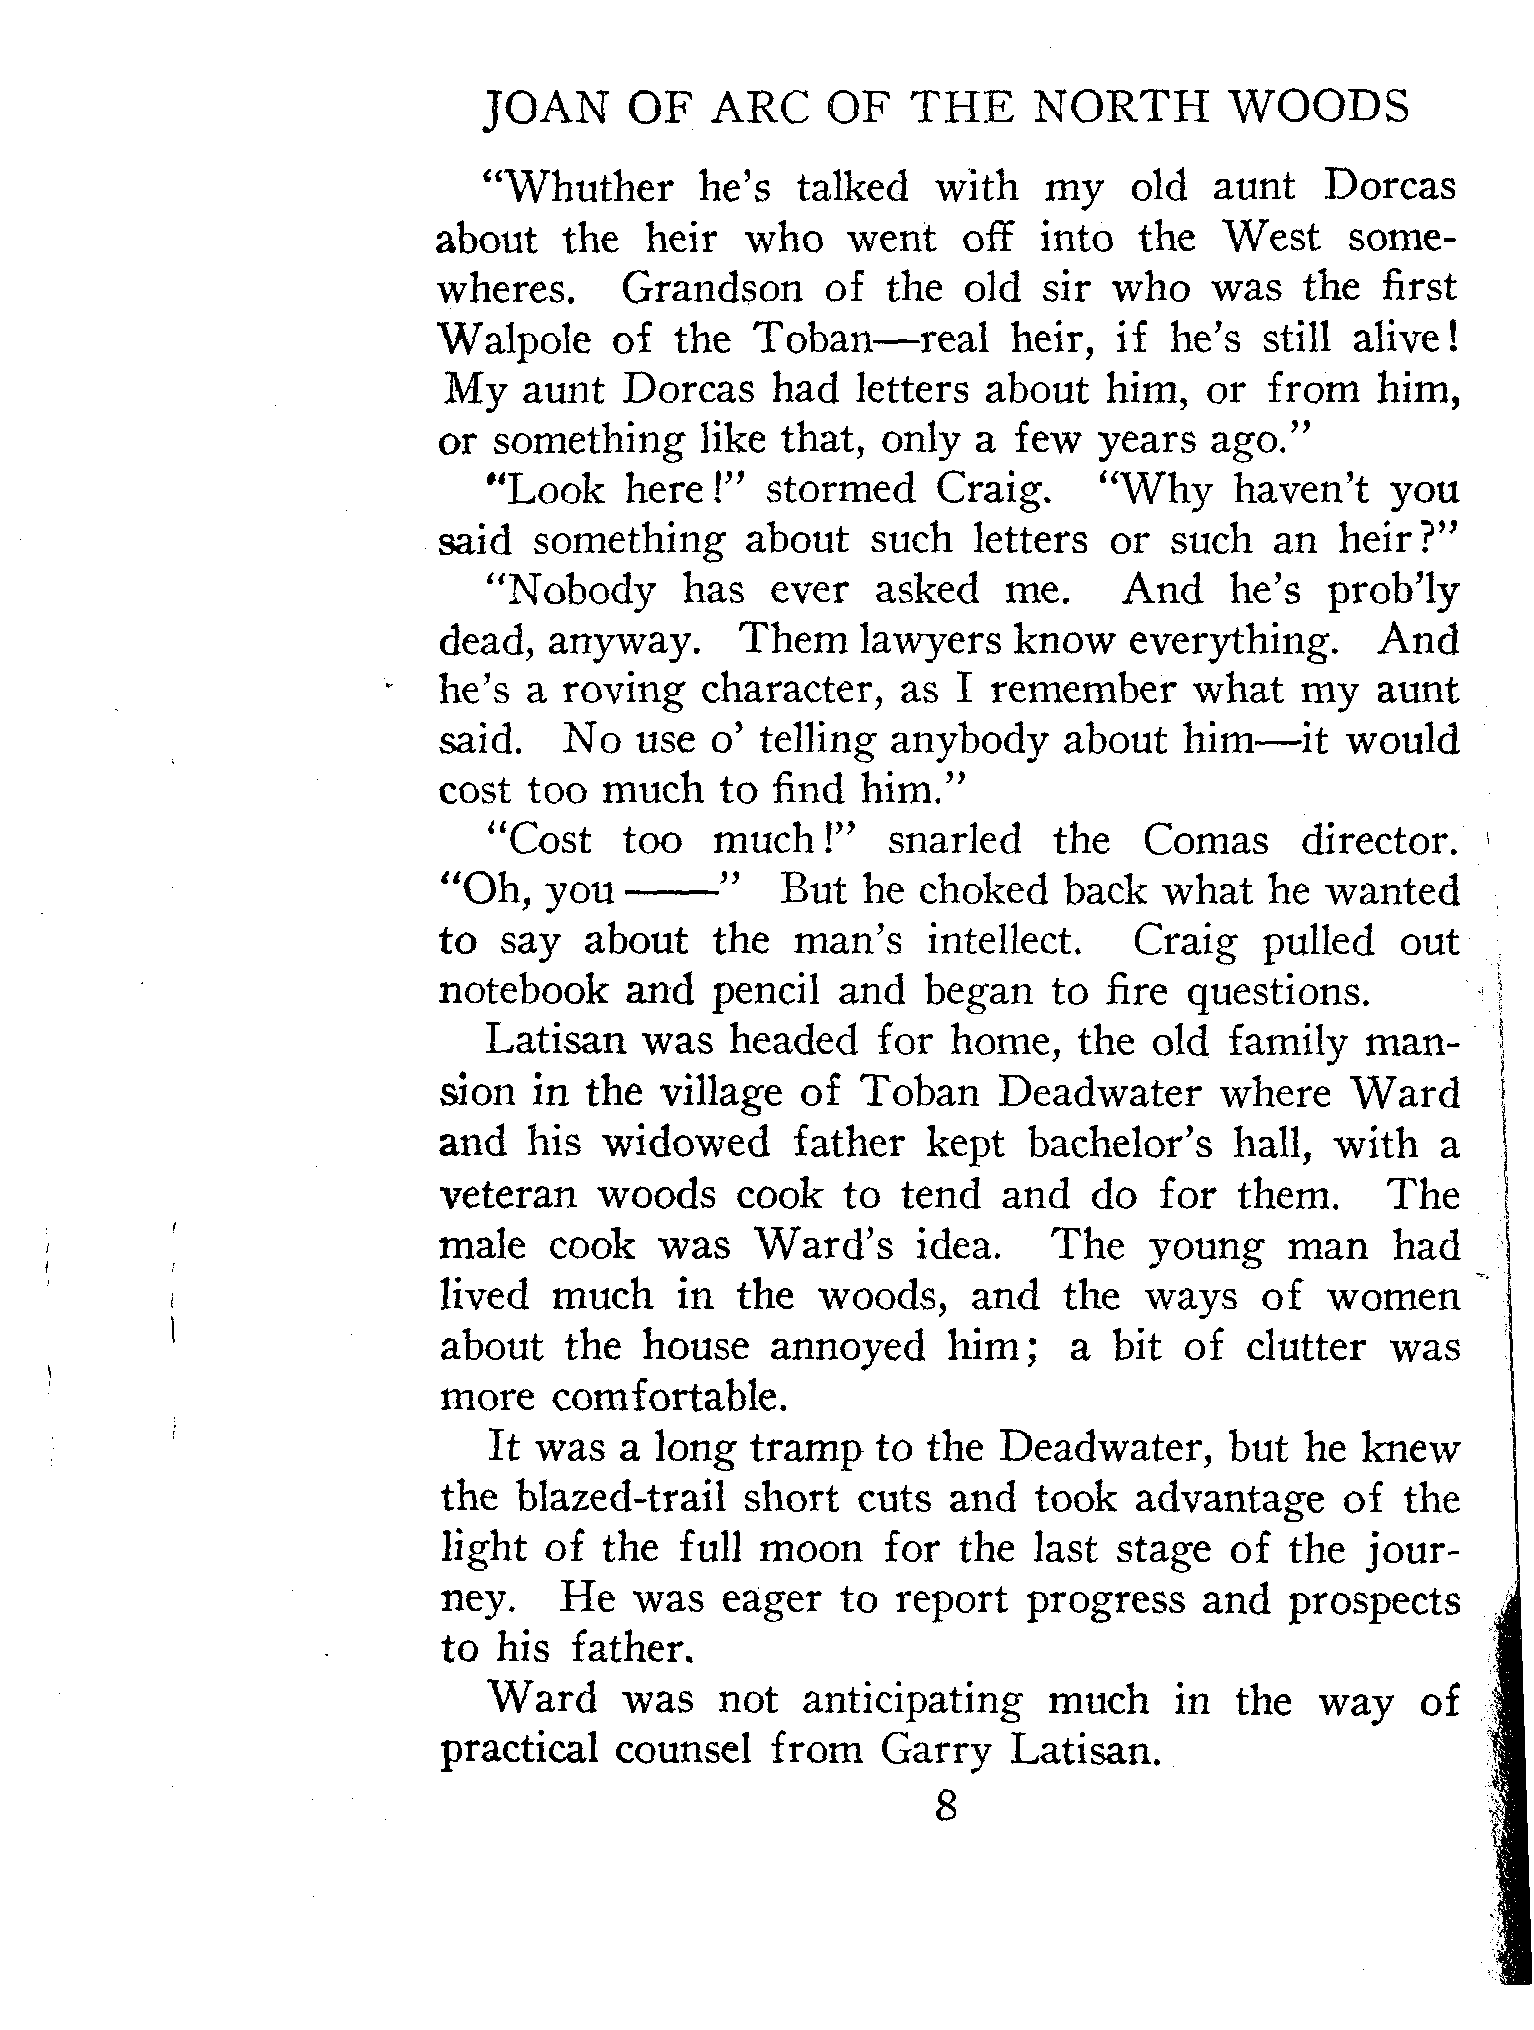 JOAN OF ARC OF THE NORTH WOODS
“Whuther he’s talked with my old aunt Dorcas
about the heir who went off into the West some-
wheres. Grandson of the old sir who was the first
Walpole of the Toban—real heir, if he’s still alive!
My aunt Dorcas had letters about him, or from him,
or something like that, only a few years ago.”
“Look here!” stormed Craig. “Why haven’t you
said something about such letters or such an heir?”
“Nobody has ever asked me. And he’s prob’ly
dead, anyway. Them lawyers know everything. And
he’s a roving character, as I remember what my aunt
said. No use o’ telling anybody about him—it would
cost too much to find him.”
“Cost too much!” snarled the Comas director.
“Oh, you ——” But he choked back what he wanted
to say about the man’s intellect. Craig pulled out
notebook and pencil and began to fire questions.
Latisan was headed for home, the old family man-
sion in the village of Toban Deadwater where Ward
and his widowed father kept bachelor’s hall, with a
veteran woods cook to tend and do for them. The
male cook was Ward’s idea. The young man had
lived much in the woods, and the ways of women
about the house annoyed him; a bit of clutter was
more comfortable.
It was a long tramp to the Deadwater, but he knew
the blazed-trail short cuts and took advantage of the
light of the full moon for the last stage of the jour-
ney. He was eager to report progress and prospects
to his father.
Ward was not anticipating much in the way of
practical counsel from Garry Latisan.
8